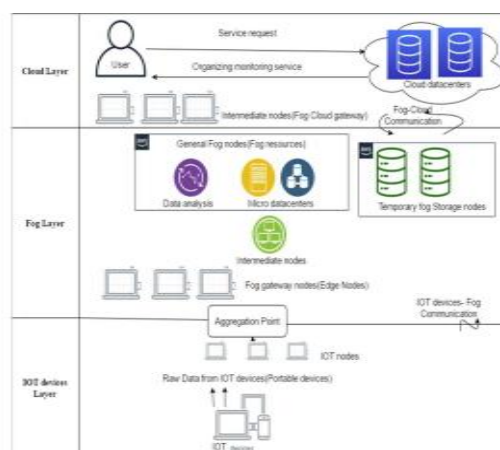 Service request
Cloud Layer
User
Organizing monitoring service
Cloud datacenters
Intermediate nodes(Fog Cloud gateway)
Fog-Cloud
Communication
General Fog nodes(Fog resources)
Data analysis
Micro datacenters
Temporary fog Storage nodes
Fog Layer
Intermediate nodes
Fog gateway nodes(Edge Nodes)
IOT devices- Fog
Communication
Aggregation Point
IOT nodes
IOT devices
Layer
Raw Data from IOT devices(Portable devices)
IOT devices